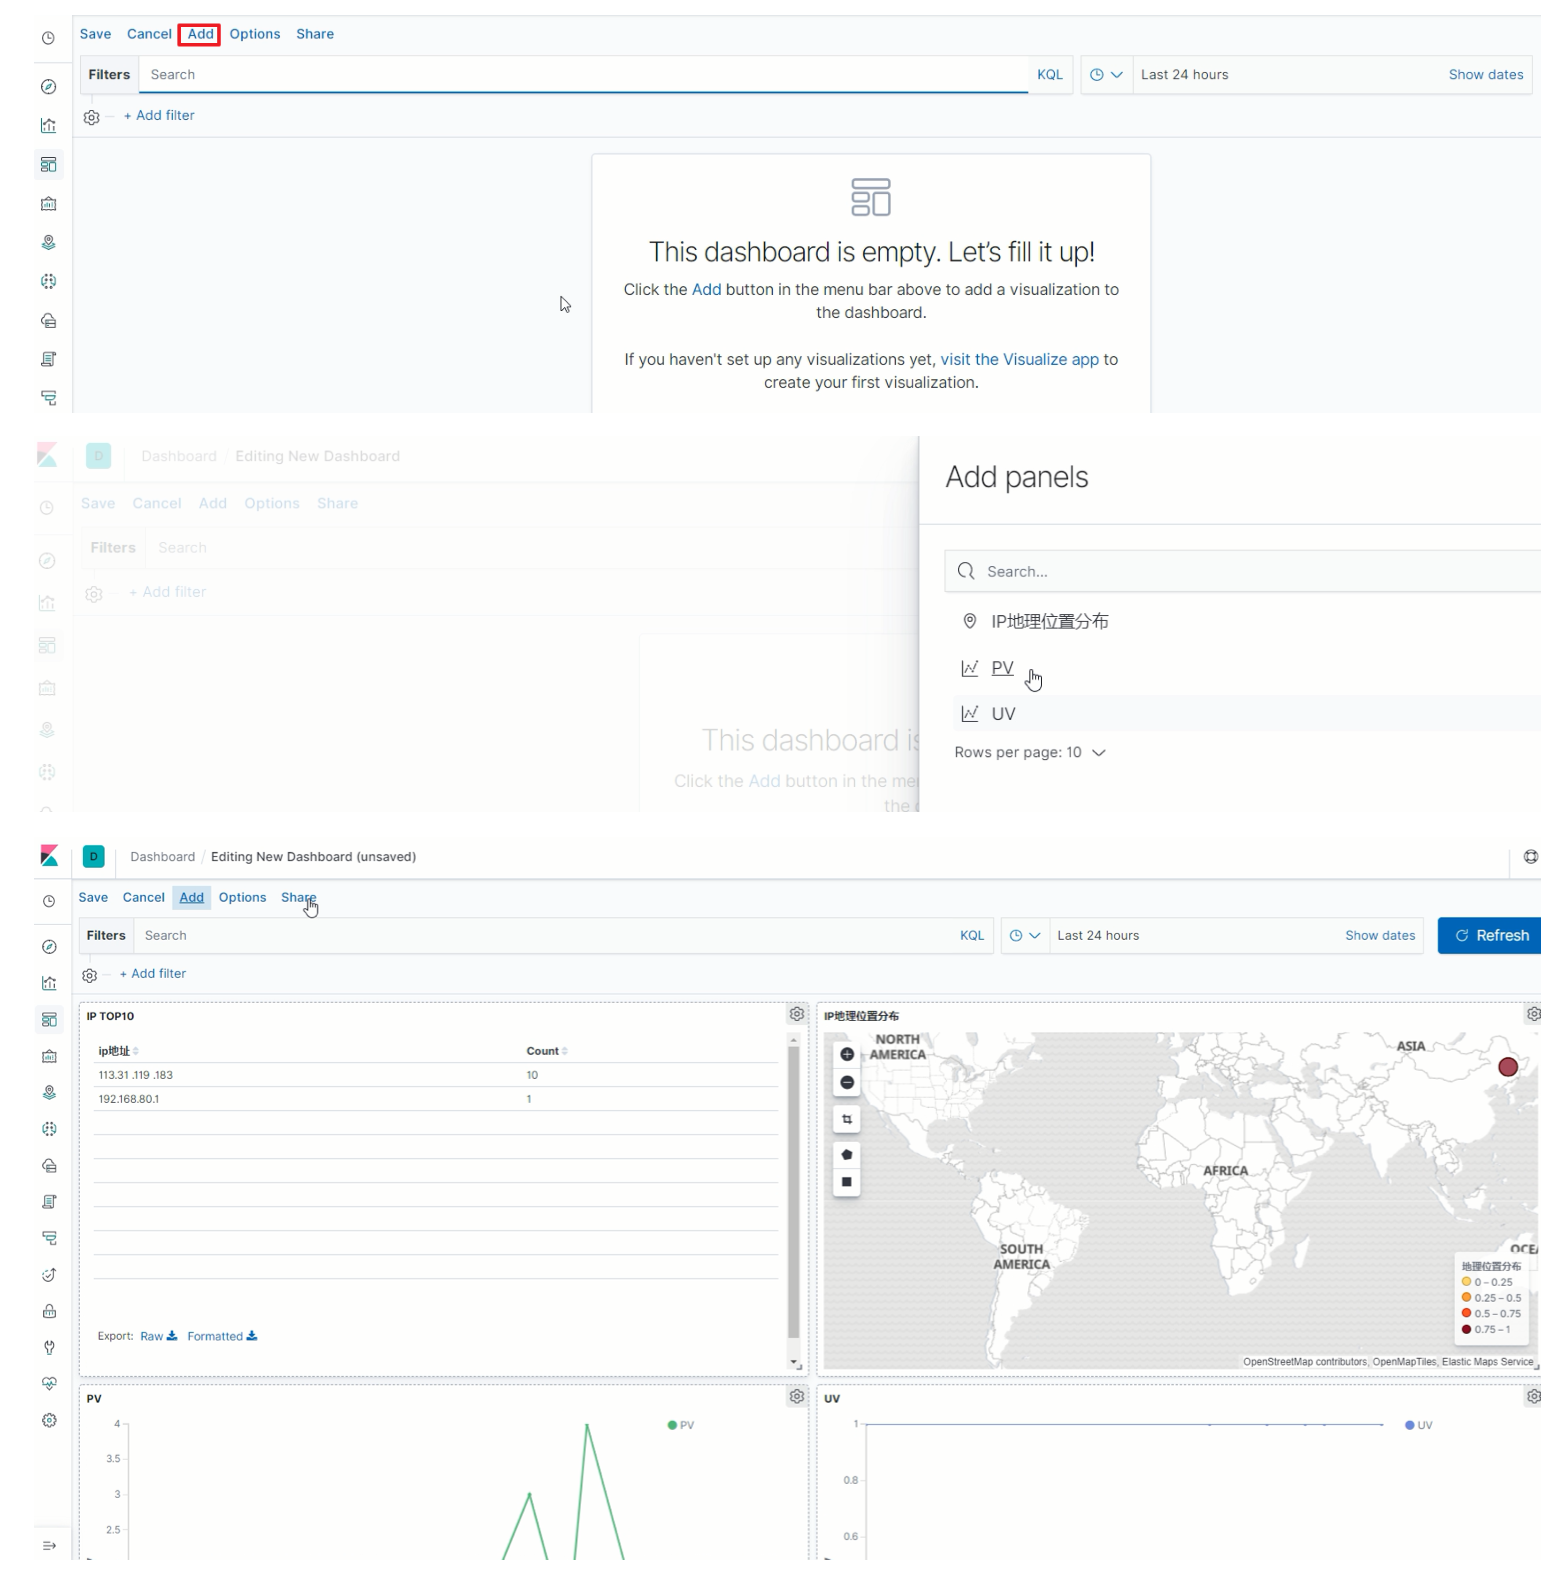 Save Cancel Add Options Share
Filters Search KQL Last 24 hours Show dates
+ Add filter
This dashboard is empty. Let's fill it up!
Click the Add button in the menu bar above to add a visualization to
the dashboard.
If you haven't set up any visualizations yet, visit the Visualize app to
create your first visualization.
D Dashboard / Editing New Dashboard
Save Cancel Add Options Share
Filters Search
+ Add filter
This dashboard is
Click the Add button in the me
the
Add panels
Search...
IP地理位置分布
PV
UV
Rows per page: 10
D Dashboard / Editing New Dashboard (unsaved)
Save Cancel Add Options Share
Filters Search KQL Last 24 hours Show dates Refresh
+ Add filter
IP TOP10
ip地址 Count
113.31 .119 .183 10
192.168.80.1 1
Export: Raw Formatted
IP地理位置分布
NORTH
AMERICA
ASIA
AFRICA
SOUTH
AMERICA
OCE
地理位置分布
0 – 0.25
0.25 – 0.5
0.5 – 0.75
0.75 – 1
OpenStreetMap contributors, OpenMapTiles, Elastic Maps Service
PV
4
3.5
3
2.5
PV
UV
1
0.8
0.6
UV